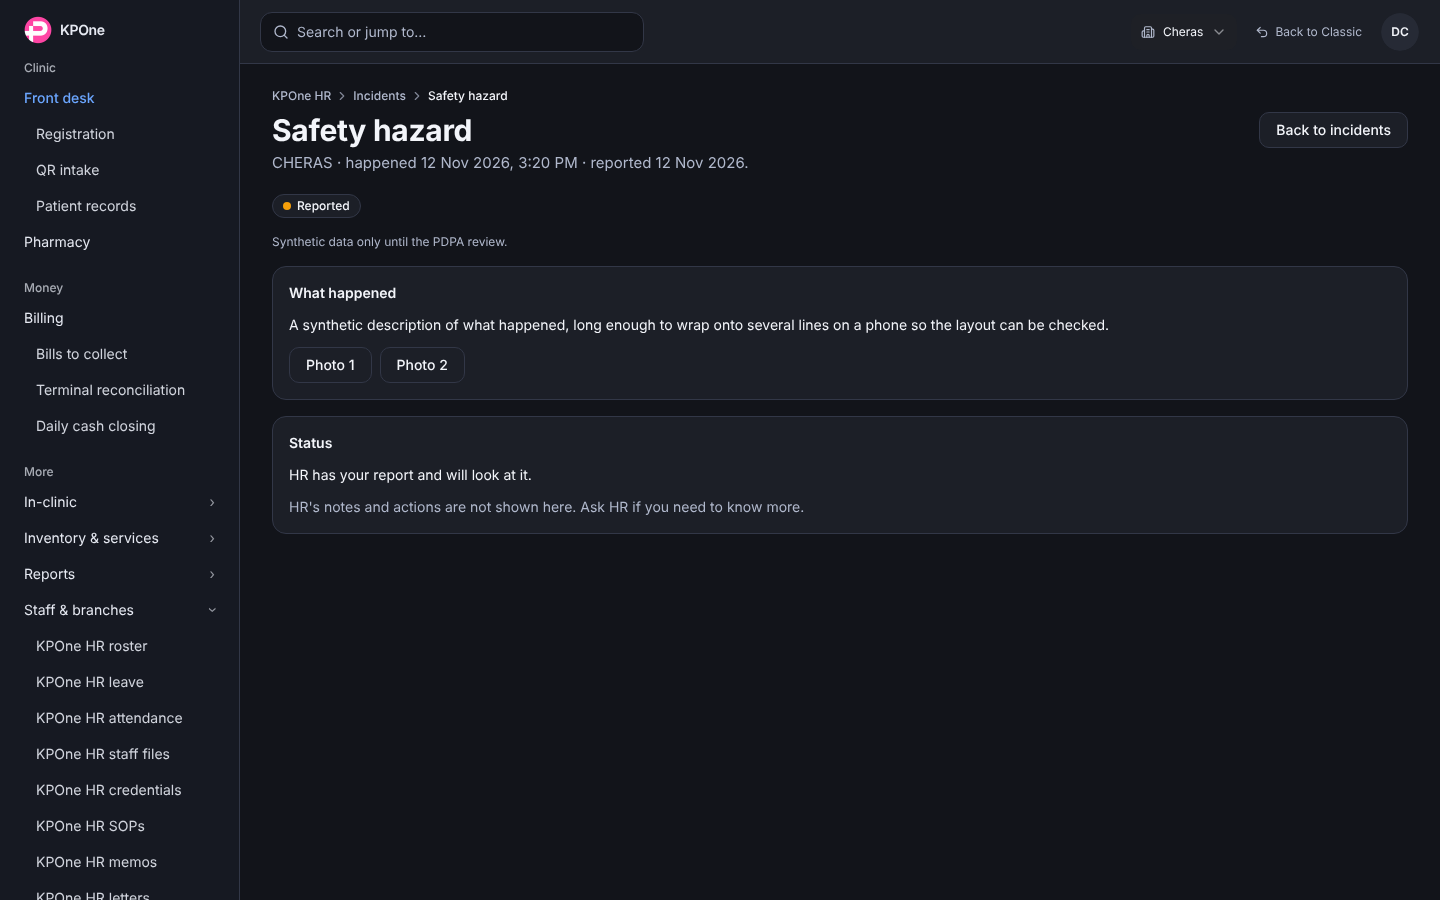 KPOne
Clinic
Front desk
Registration
QR intake
Patient records
Pharmacy
Money
Billing
Bills to collect
Terminal reconciliation
Daily cash closing
More
In-clinic
Inventory & services
Reports
Staff & branches
KPOne HR roster
KPOne HR leave
KPOne HR attendance
KPOne HR staff files
KPOne HR credentials
KPOne HR SOPs
KPOne HR memos
KPOne HR letters
Search or jump to...
Cheras
Back to Classic
DC
KPOne HR > Incidents > Safety hazard
Safety hazard
Back to incidents
CHERAS · happened 12 Nov 2026, 3:20 PM · reported 12 Nov 2026.
Reported
Synthetic data only until the PDPA review.
What happened
A synthetic description of what happened, long enough to wrap onto several lines on a phone so the layout can be checked.
Photo 1
Photo 2
Status
HR has your report and will look at it.
HR's notes and actions are not shown here. Ask HR if you need to know more.